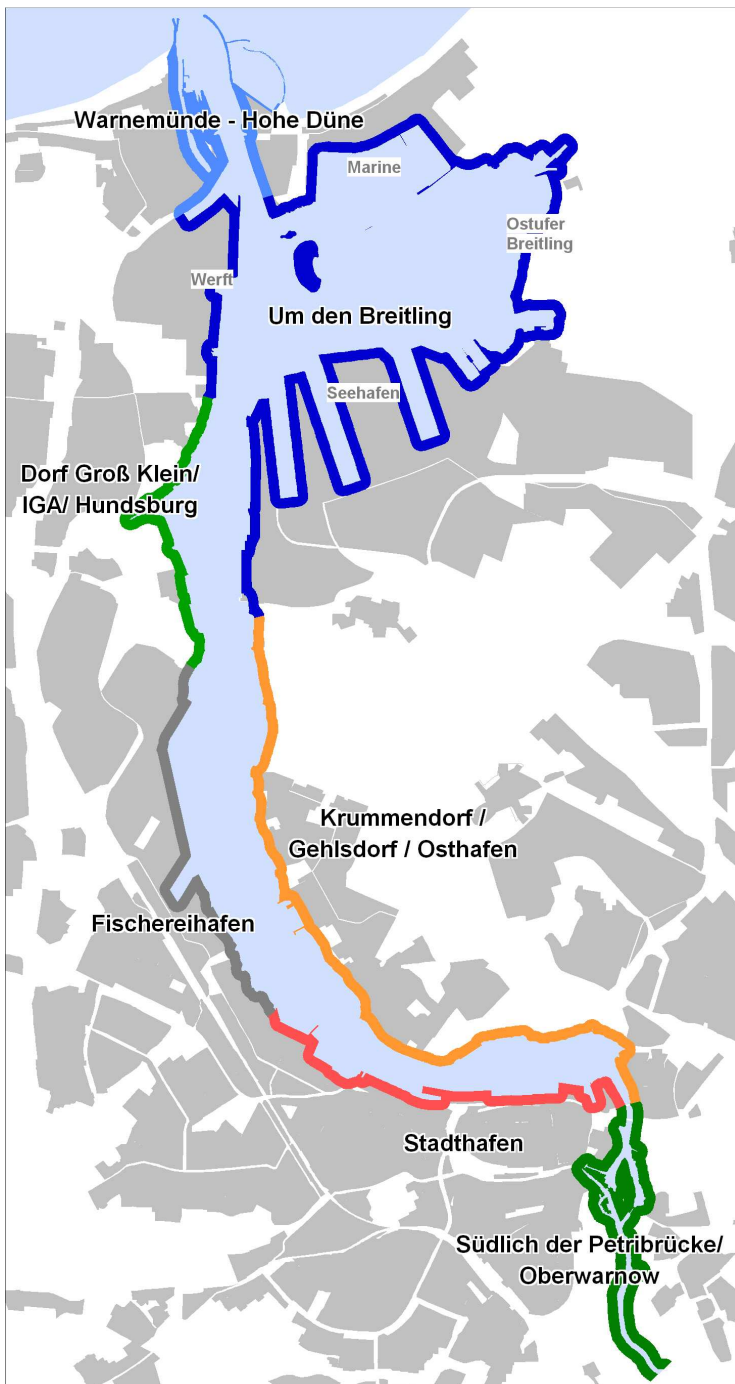 Warnemünde - Hohe Düne
Marine
Ostufer
Breitling
Werft
Um den Breitling
Seehafen
Dorf Groß Klein/
IGA/ Hundsburg
Krummendorf /
Gehlsdorf / Osthafen
Fischereihafen
Stadthafen
Südlich der Petribrücke/
Oberwarnow